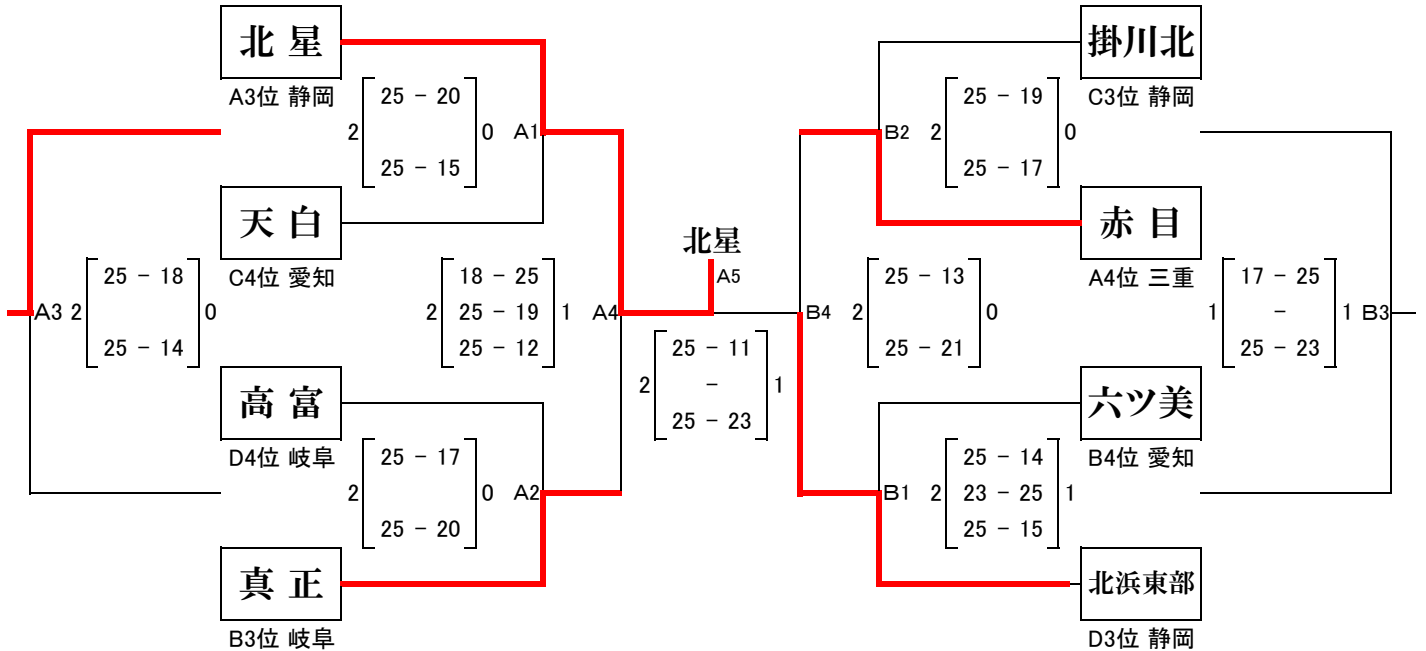 北 星
A3位 静岡
25 - 20
2
0
A1
25 - 15
天 白
C4位 愛知
25 - 18
A3
2
0
25 - 14
18 - 25
2
25 - 19
1
A4
25 - 12
高 富
D4位 岐阜
25 - 17
2
0
A2
25 - 20
真 正
B3位 岐阜
北星
A5
25 - 11
2
-
1
25 - 23
掛川北
C3位 静岡
25 - 19
B2
2
0
25 - 17
赤 目
A4位 三重
25 - 13
B4
2
0
25 - 21
17 - 25
1
-
1
B3
25 - 23
六ツ美
B4位 愛知
25 - 14
B1
2
23 - 25
1
25 - 15
北浜東部
D3位 静岡